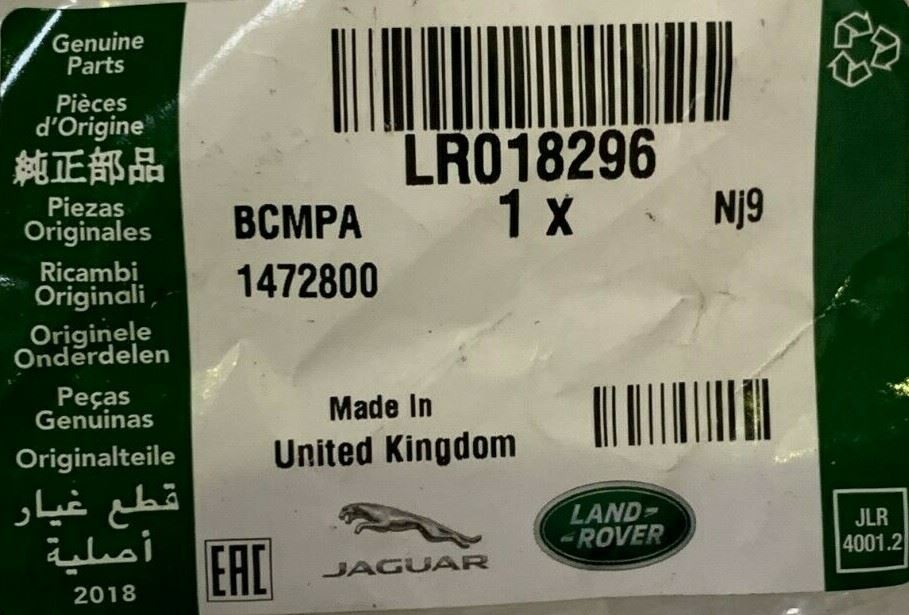 Genuine
Parts
Pièces
d'Origine
純正部品
Piezas
Originales
Ricambi
Originali
Originele
Onderdelen
Peças
Genuinas
Originalteile
قطع غيار
أصلية
2018
LR018296
BCMPA
1 x
Nj9
1472800
Made In
United Kingdom
EAC
JAGUAR
LAND-
-ROVER
JLR
4001.2